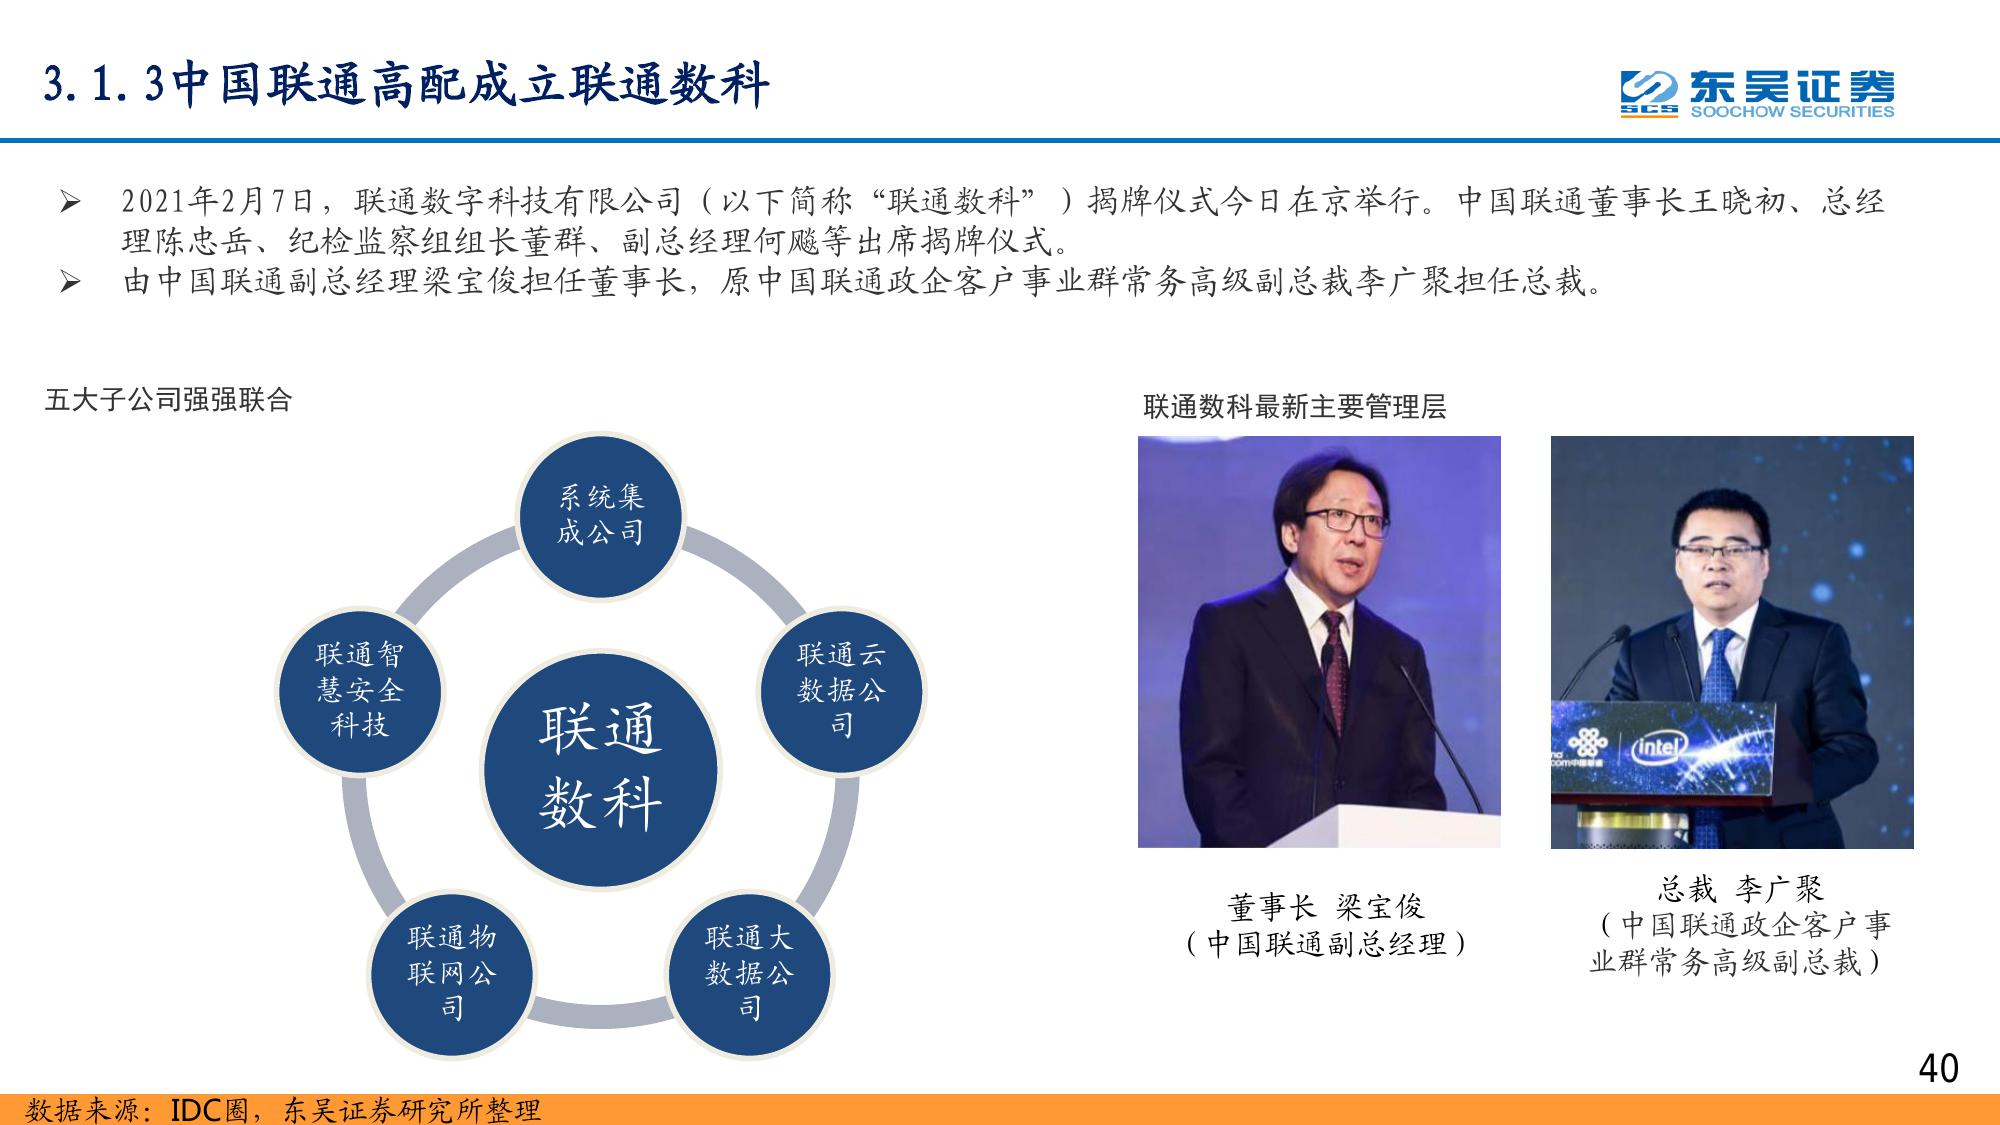 3.1.3中国联通高配成立联通数科
SCS
东吴证券
SOOCHOW SECURITIES
2021年2月7日，联通数字科技有限公司（以下简称“联通数科”）揭牌仪式今日在京举行。中国联通董事长王晓初、总经
理陈忠岳、纪检监察组组长董群、副总经理何飚等出席揭牌仪式。
由中国联通副总经理梁宝俊担任董事长，原中国联通政企客户事业群常务高级副总裁李广聚担任总裁。
五大子公司强强联合
系统集
成公司
联通云
数据公
司
联通大
数据公
司
联通物
联网公
司
联通智
慧安全
科技
联通
数科
联通数科最新主要管理层
intel
com中国联通
董事长 梁宝俊
（中国联通副总经理）
总裁 李广聚
（中国联通政企客户事
业群常务高级副总裁）
40
数据来源：IDC圈，东吴证券研究所整理